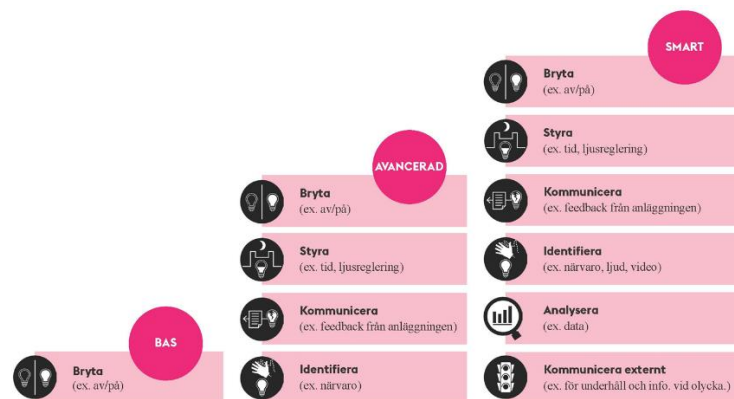 BAS
Bryta
(ex. av/på)
AVANCERAD
Bryta
(ex. av/på)
Styra
(ex. tid, ljusreglering)
Kommunicera
(ex. feedback från anläggningen)
Identifiera
(ex. närvaro)
SMART
Bryta
(ex. av/på)
Styra
(ex. tid, ljusreglering)
Kommunicera
(ex. feedback från anläggningen)
Identifiera
(ex. närvaro, ljud, video)
Analysera
(ex. data)
Kommunicera externt
(ex. för underhåll och info. vid olycka.)